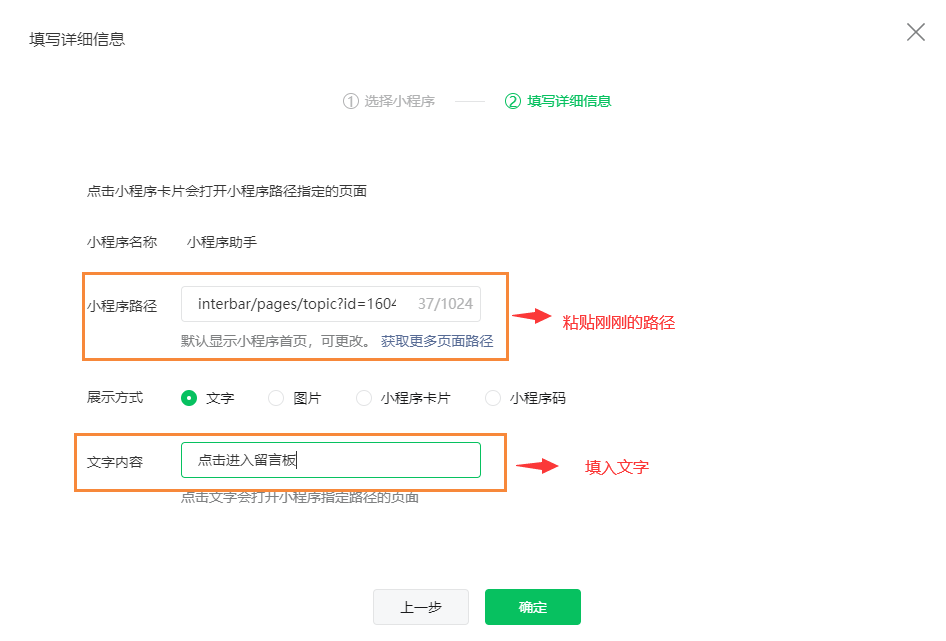 填写详细信息
① 选择小程序 ② 填写详细信息
点击小程序卡片会打开小程序路径指定的页面
小程序名称 小程序助手
小程序路径 interbar/pages/topic?id=1604 37/1024
粘贴刚刚的路径
默认显示小程序首页，可更改。 获取更多页面路径
展示方式 文字 图片 小程序卡片 小程序码
文字内容 点击进入留言板
填入文字
点击文字会打开小程序指定路径的页面
上一步 确定